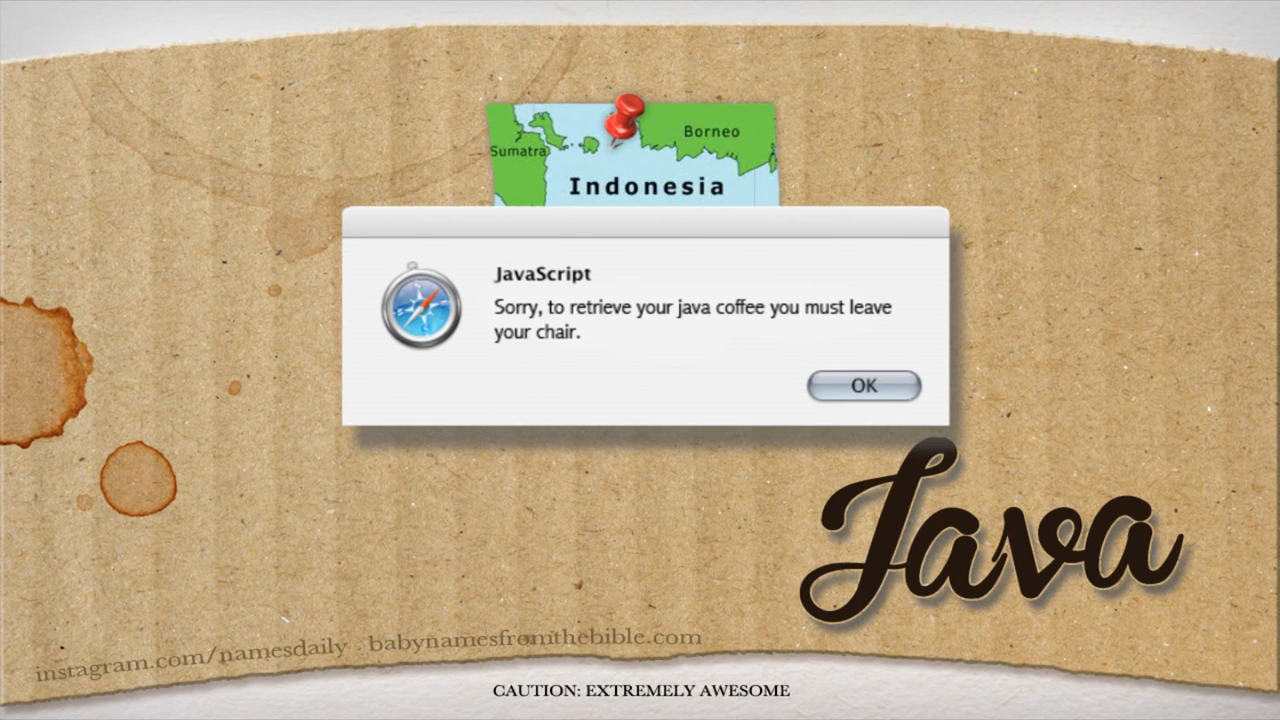 Borneo
Sumatra
Indonesia
JavaScript
Sorry, to retrieve your java coffee you must leave
your chair.
OK
Java
instagram.com/namesdaily . babynamesfromthebible.com
CAUTION: EXTREMELY AWESOME